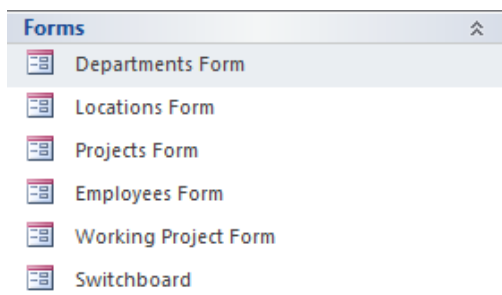 Forms
Departments Form
Locations Form
Projects Form
Employees Form
Working Project Form
Switchboard